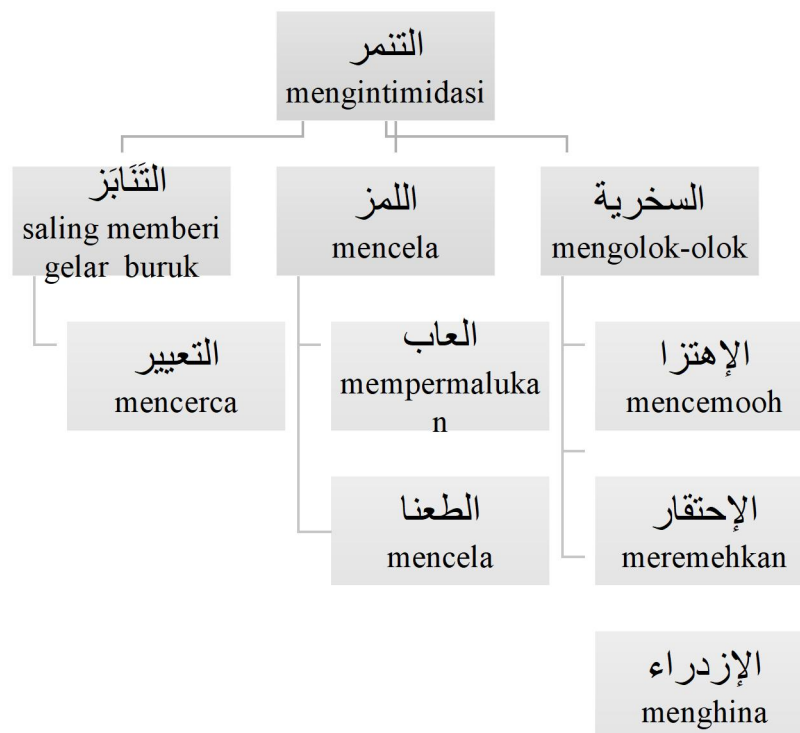 التنمر
mengintimidasi
التَنَابَز
saling memberi
gelar buruk
اللمز
mencela
السخرية
mengolok-olok
التعيير
mencerca
العاب
mempermaluka
n
الإهتزا
mencemooh
الطعنا
mencela
الإحتقار
meremehkan
الإزدراء
menghina